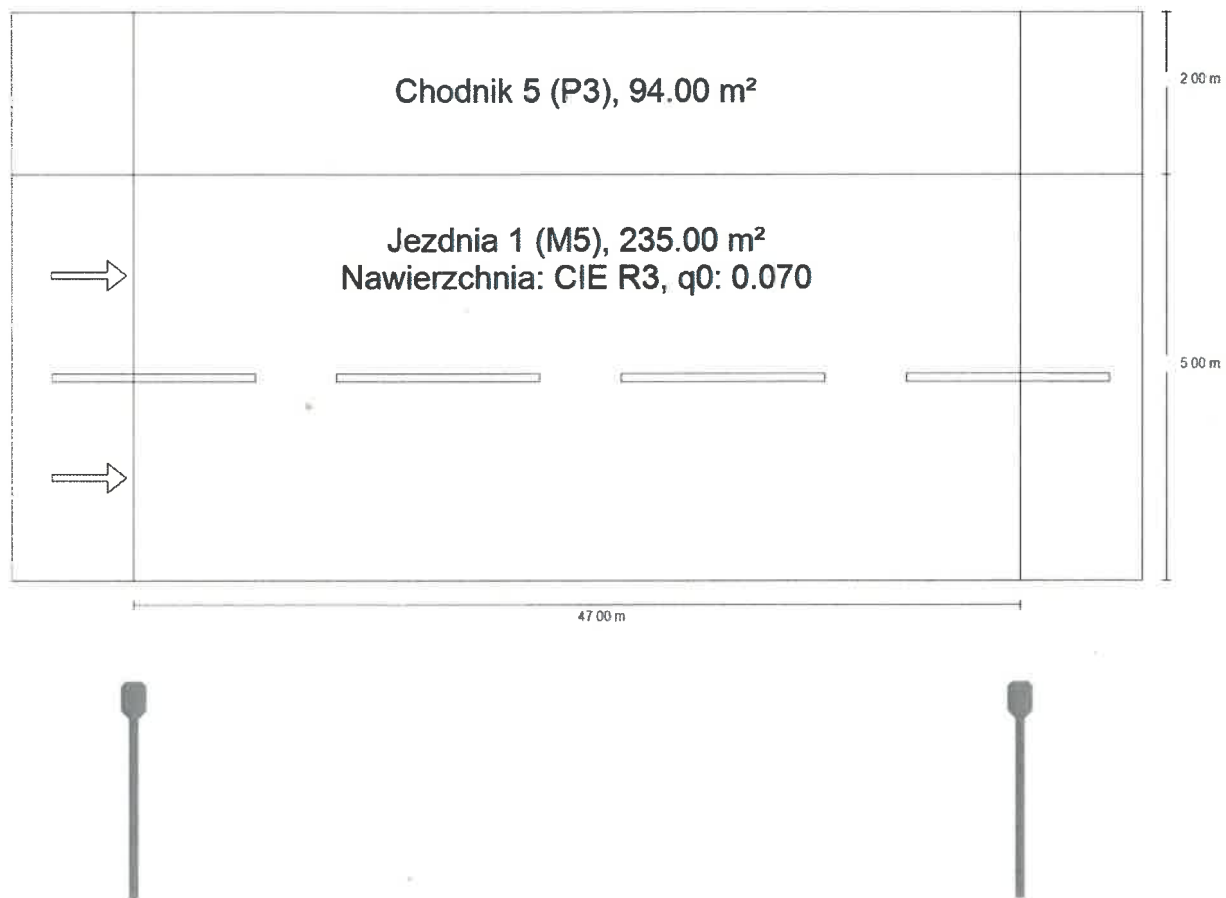 Chodnik 5 (P3), 94.00 m²
2 00 m
Jezdnia 1 (M5), 235.00 m²
Nawierzchnia: CIE R3, q0: 0.070
5 00 m
47 00 m